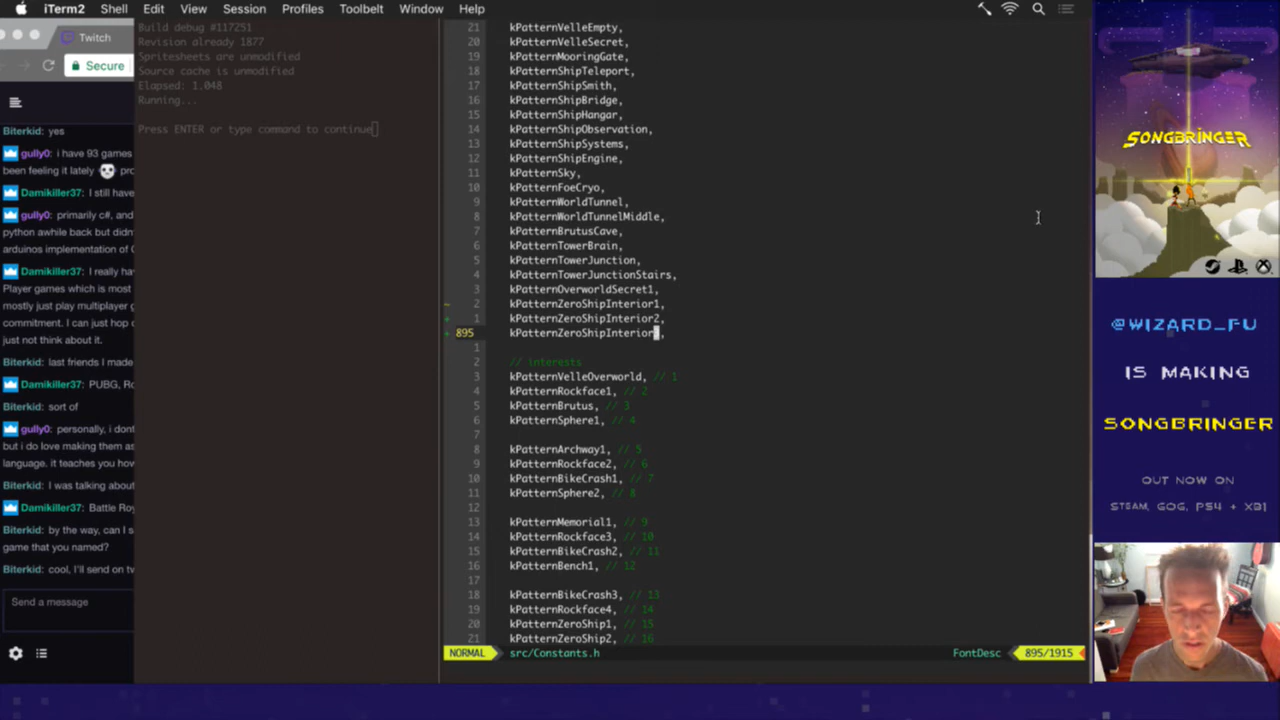 iTerm2 Shell Edit View Session Profiles Toolbelt Window Help
Twitch
Secure
Biterkid: yes
gully0: i have 93 games
been feeling it lately pro
Damikiller37: I still have
gully0: primarily c#, and
python awhile back but didn
arduinos implementation of C
Damikiller37: I really ha
Player games which is most
mostly just play multiplayer g
commitment. I can just hop c
just not think about it.
Biterkid: last friends I made
Damikiller37: PUBG, Ro
Biterkid: sort of
gully0: personally, i dont
but i do love making them as
language. it teaches you how
Biterkid: I was talking about
Damikiller37: Battle Roy
Biterkid: by the way, can I s
game that you named?
Biterkid: cool, I'll send on tw
Send a message
Build debug #117251
Revision already 1877
Spritesheets are unmodified
Source cache is unmodified
Elapsed: 1.048
Running...
Press ENTER or type command to continue
21 kPatternVelleEmpty,
20 kPatternVelleSecret,
19 kPatternMooringGate,
18 kPatternShipTeleport,
17 kPatternShipSmith,
16 kPatternShipBridge,
15 kPatternShipHangar,
14 kPatternShipObservation,
13 kPatternShipSystems,
12 kPatternShipEngine,
11 kPatternSky,
10 kPatternFoeCryo,
9 kPatternWorldTunnel,
8 kPatternWorldTunnelMiddle,
7 kPatternBrutusCave,
6 kPatternTowerBrain,
5 kPatternTowerJunction,
4 kPatternTowerJunctionStairs,
3 kPatternOverworldSecret1,
~ 2 kPatternZeroShipInterior1,
+ 1 kPatternZeroShipInterior2,
+ 895 kPatternZeroShipInterior ,
1
2 // interests
3 kPatternVelleOverworld, // 1
4 kPatternRockface1, // 2
5 kPatternBrutus, // 3
6 kPatternSphere1, // 4
7
8 kPatternArchway1, // 5
9 kPatternRockface2, // 6
10 kPatternBikeCrash1, // 7
11 kPatternSphere2, // 8
12
13 kPatternMemorial1, // 9
14 kPatternRockface3, // 10
15 kPatternBikeCrash2, // 11
16 kPatternBench1, // 12
17
18 kPatternBikeCrash3, // 13
19 kPatternRockface4, // 14
20 kPatternZeroShip1, // 15
21 kPatternZeroShip2, // 16
NORMAL src/Constants.h FontDesc 895/1915
SONGBRINGER
@WIZARD_FU
IS MAKING
SONGBRINGER
OUT NOW ON
STEAM, GOG, PS4 + XB1